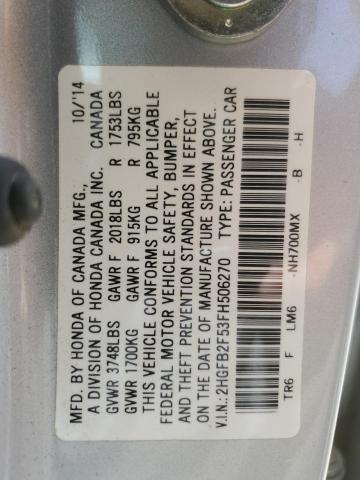 MFD. BY HONDA OF CANADA MFG., 10/'14
A DIVISION OF HONDA CANADA INC. CANADA
GVWR 3748LBS GAWR F 2018LBS R 1753LBS
GVWR 1700KG GAWR F 915KG R 795KG
THIS VEHICLE CONFORMS TO ALL APPLICABLE
FEDERAL MOTOR VEHICLE SAFETY, BUMPER,
AND THEFT PREVENTION STANDARDS IN EFFECT
ON THE DATE OF MANUFACTURE SHOWN ABOVE.
V.I.N.: 2HGFB2F53FH506270 TYPE: PASSENGER CAR
TR6 F LM6 -NH700MX -B -H